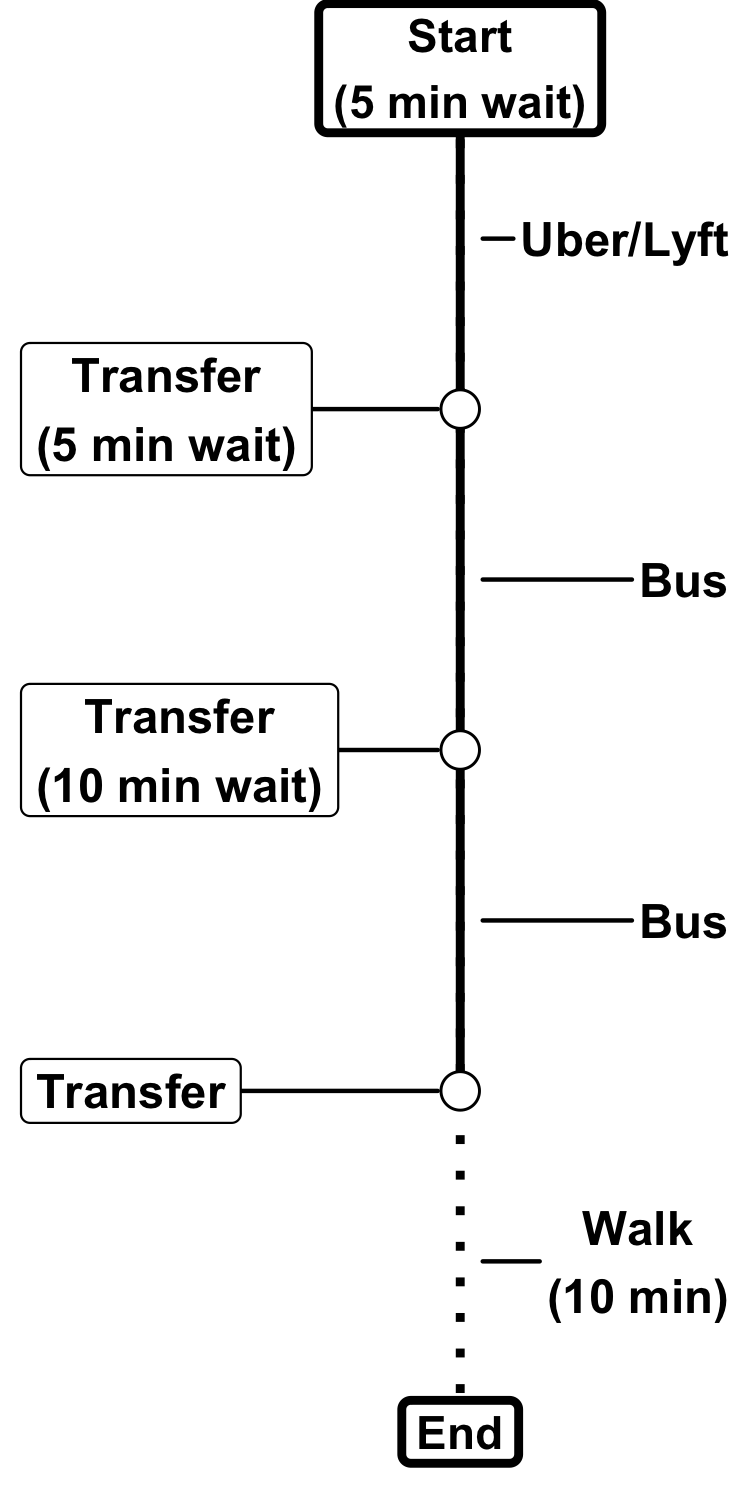 Start
(5 min wait)
Uber/Lyft
Transfer
(5 min wait)
Bus
Transfer
(10 min wait)
Bus
Transfer
Walk
(10 min)
End